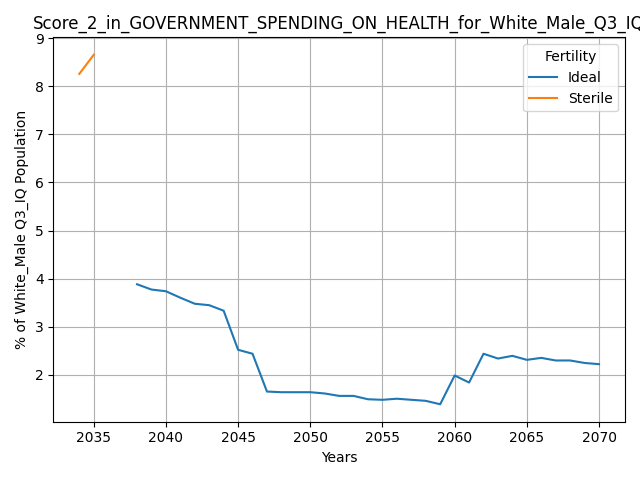 Score_2_in_GOVERNMENT_SPENDING_ON_HEALTH_for_White_Male_Q3_IQ
Fertility
Ideal
Sterile
% of White_Male Q3_IQ Population
9
8
7
6
5
4
3
2
2035 2040 2045 2050 2055 2060 2065 2070
Years